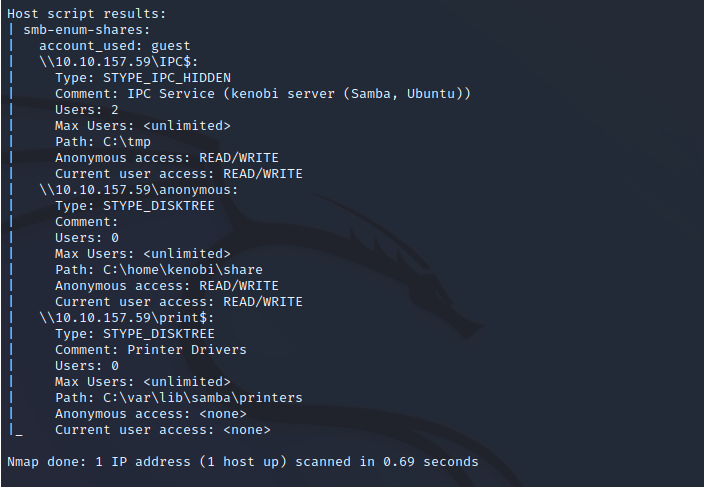 Host script results:
| smb-enum-shares:
|   account_used: guest
|   \\10.10.157.59\IPC$:
|     Type: STYPE_IPC_HIDDEN
|     Comment: IPC Service (kenobi server (Samba, Ubuntu))
|     Users: 2
|     Max Users: <unlimited>
|     Path: C:\tmp
|     Anonymous access: READ/WRITE
|     Current user access: READ/WRITE
|   \\10.10.157.59\anonymous:
|     Type: STYPE_DISKTREE
|     Comment:
|     Users: 0
|     Max Users: <unlimited>
|     Path: C:\home\kenobi\share
|     Anonymous access: READ/WRITE
|     Current user access: READ/WRITE
|   \\10.10.157.59\print$:
|     Type: STYPE_DISKTREE
|     Comment: Printer Drivers
|     Users: 0
|     Max Users: <unlimited>
|     Path: C:\var\lib\samba\printers
|     Anonymous access: <none>
|_    Current user access: <none>

Nmap done: 1 IP address (1 host up) scanned in 0.69 seconds